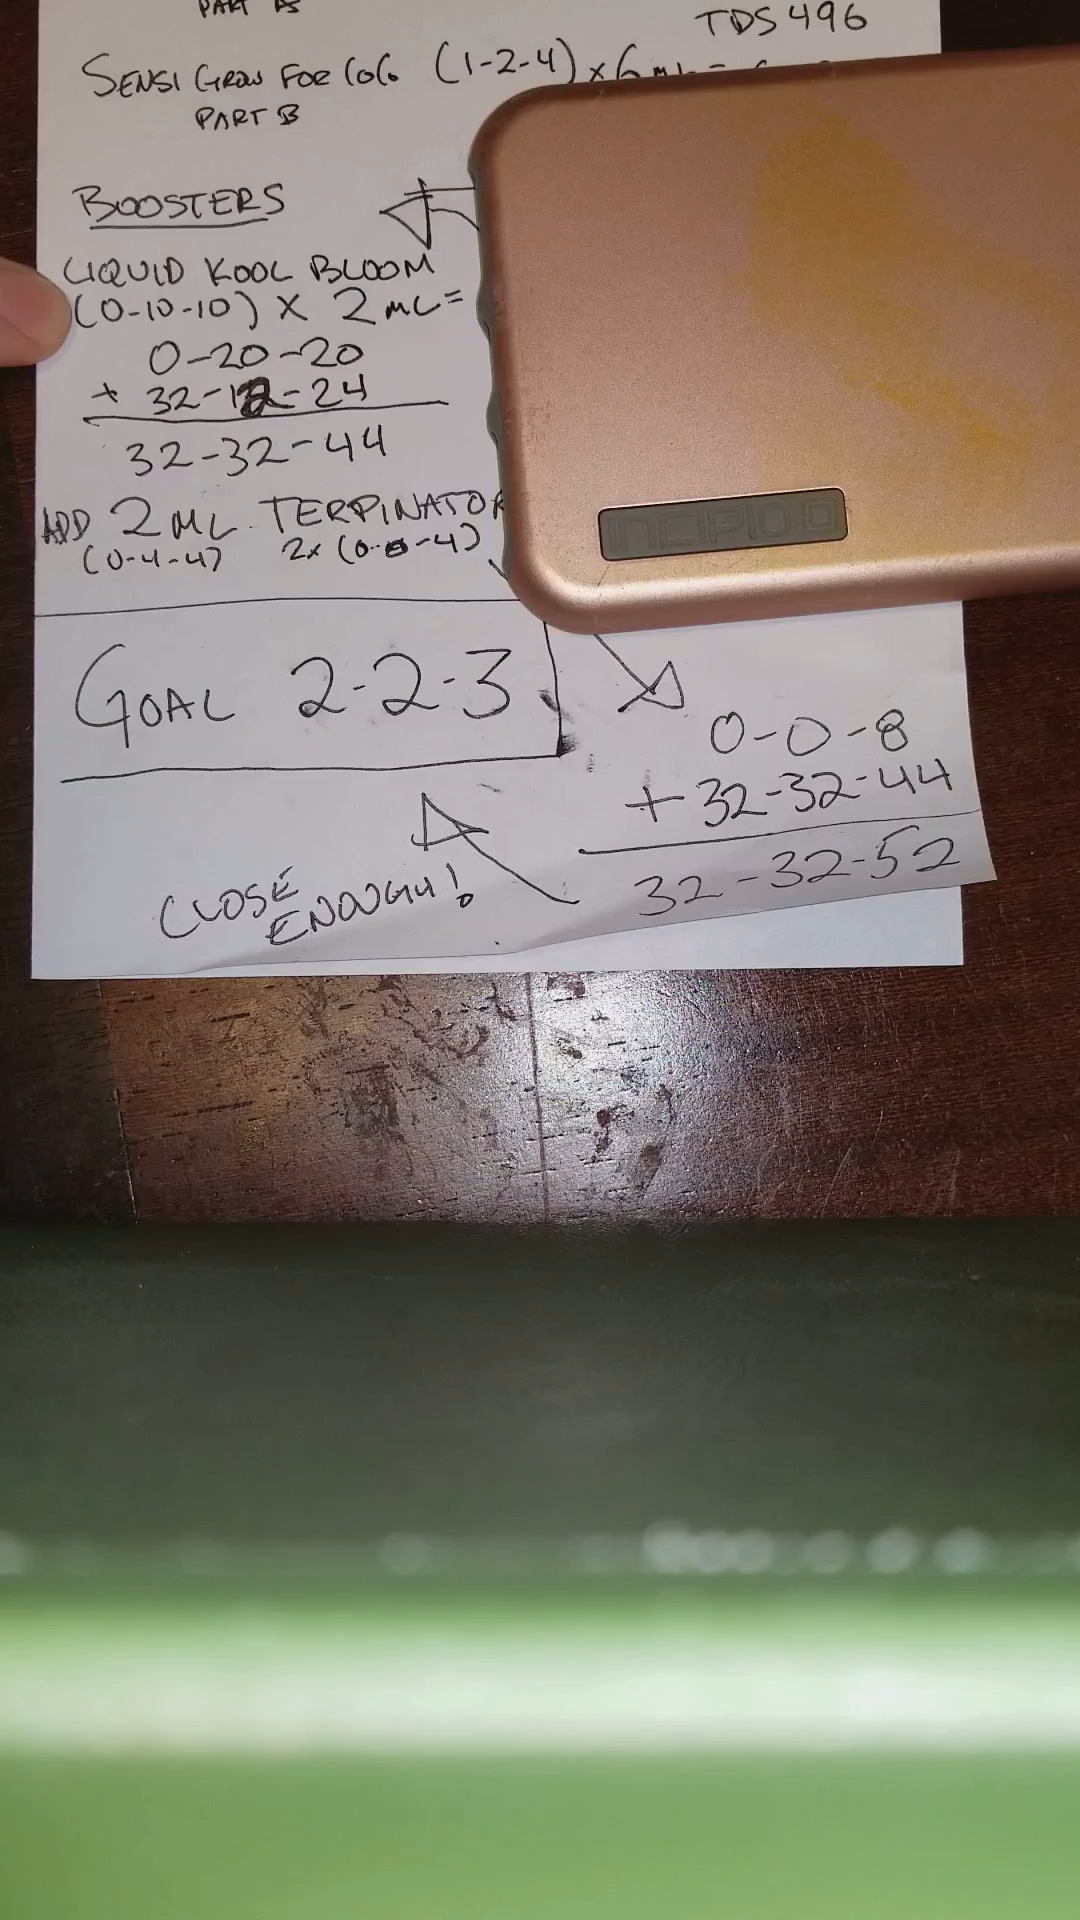 TDS 496
SENSI GROW FOR COCO (1-2-4) x 6 ML =
PART B
BOOSTERS
LIQUID KOOL BLOOM
(0-10-10) X 2 ML =
0-20-20
+ 32-12-24
32-32-44
ADD 2 ML TERPINATOR
(0-4-4) 2x (0-0-4)
GOAL 2-2-3
0-0-8
+ 32-32-44
32-32-52
CLOSE
ENOUGH!
INCIPIO